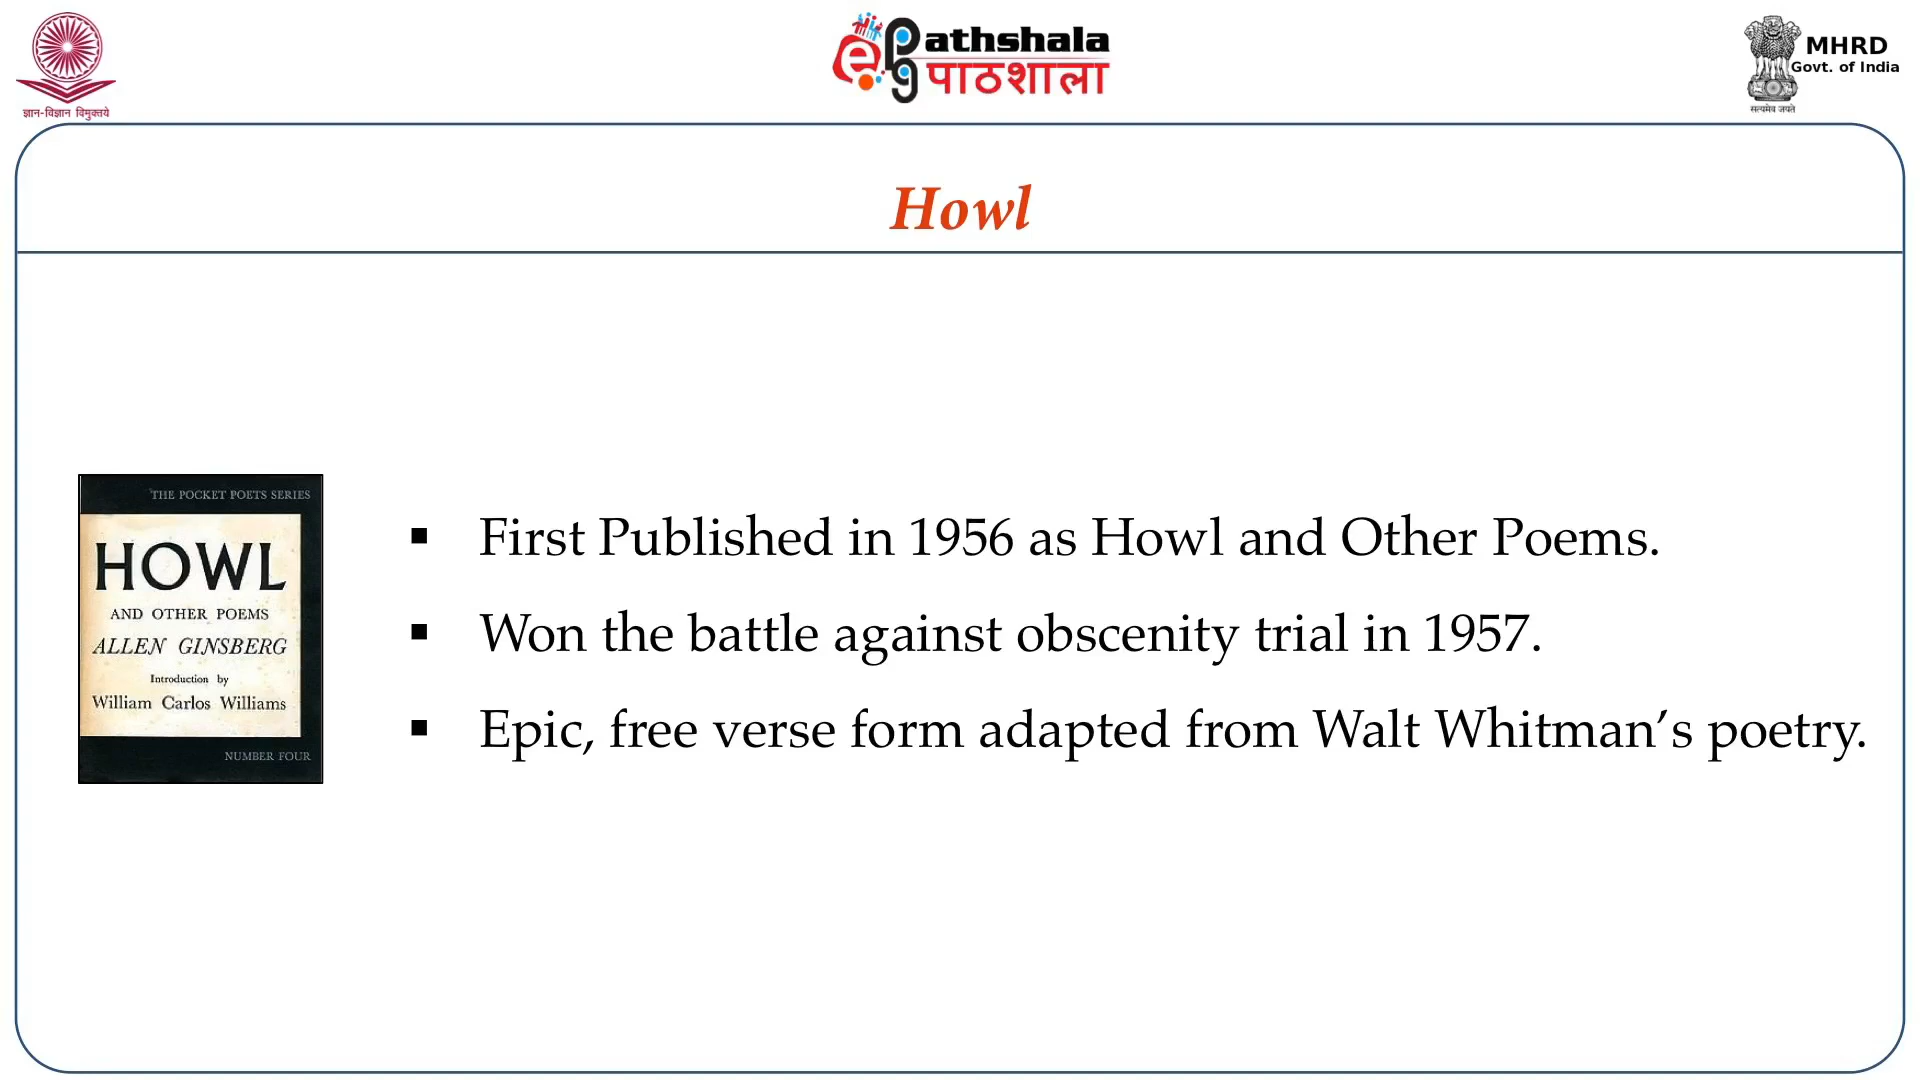 ज्ञान-विज्ञान विमुक्तये
e
Pathshala
pg पाठशाला
MHRD
Govt. of India
सत्यमेव जयते
Howl
THE POCKET POETS SERIES
HOWL
AND OTHER POEMS
ALLEN GINSBERG
Introduction by
William Carlos Williams
NUMBER FOUR
▪ First Published in 1956 as Howl and Other Poems.
▪ Won the battle against obscenity trial in 1957.
▪ Epic, free verse form adapted from Walt Whitman’s poetry.